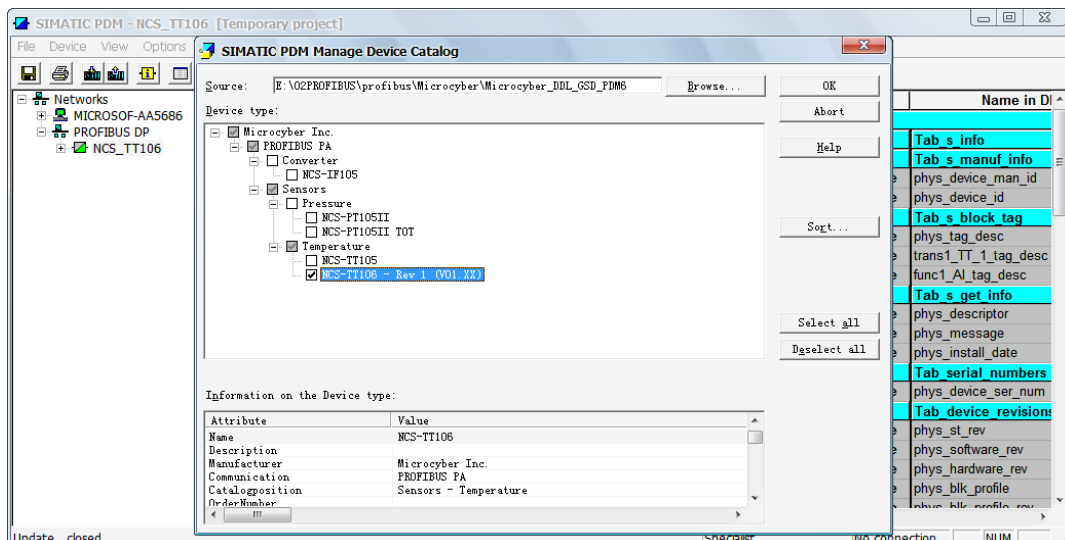 SIMATIC PDM - NCS_TT106 [Temporary project]
File Device View Options
Networks
MICROSOF-AA5686
PROFIBUS DP
NCS_TT106
SIMATIC PDM Manage Device Catalog
Source: E:\02PROFIBUS\profibus\Microcyber\Microcyber_DDL_GSD_PDM6 Browse... OK
Device type: Abort
Help
Sort...
Select all
Deselect all
Microcyber Inc.
PROFIBUS PA
Converter
NCS-IF105
Sensors
Pressure
NCS-PT105II
NCS-PT105II TOT
Temperature
NCS-TT105
NCS-TT106 - Rev 1 (V01.XX)
Information on the Device type:
Attribute Value
Name NCS-TT106
Description
Manufacturer Microcyber Inc.
Communication PROFIBUS PA
Catalogposition Sensors - Temperature
OrderNumber
Name in DI
Tab_s_info
Tab_s_manuf_info
phys_device_man_id
phys_device_id
Tab_s_block_tag
phys_tag_desc
trans1_TT_1_tag_desc
func1_AI_tag_desc
Tab_s_get_info
phys_descriptor
phys_message
phys_install_date
Tab_serial_numbers
phys_device_ser_num
Tab_device_revisions
phys_st_rev
phys_software_rev
phys_hardware_rev
phys_blk_profile
phys_blk_profile_rev
Update closed Specialist No connection NUM